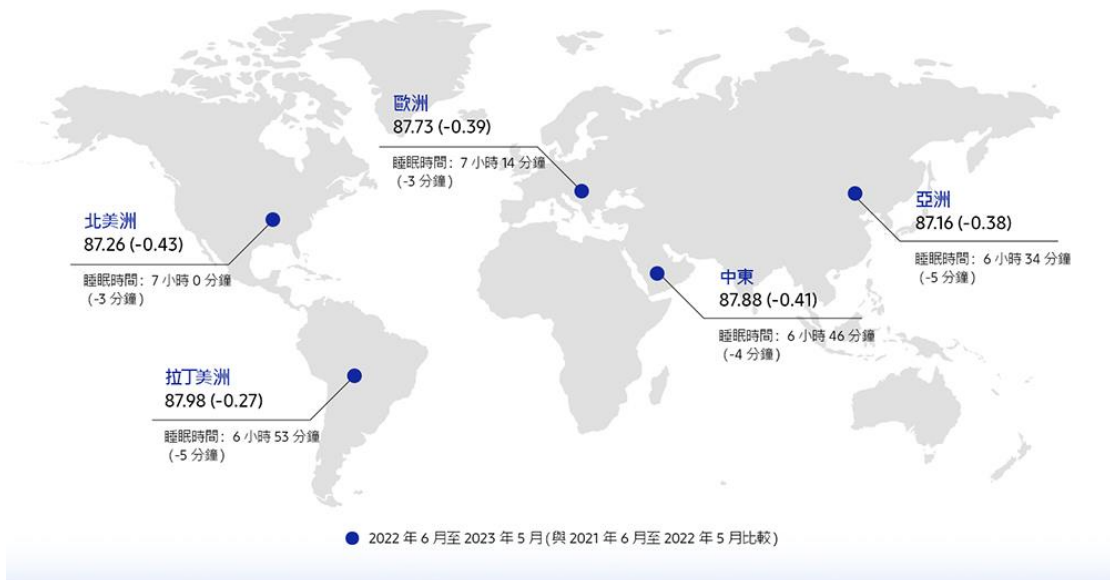 歐洲
87.73 (-0.39)
睡眠時間：7 小時 14 分鐘
(-3 分鐘)
北美洲
87.26 (-0.43)
睡眠時間：7 小時 0 分鐘
(-3 分鐘)
亞洲
87.16 (-0.38)
睡眠時間：6 小時 34 分鐘
(-5 分鐘)
中東
87.88 (-0.41)
睡眠時間：6 小時 46 分鐘
(-4 分鐘)
拉丁美洲
87.98 (-0.27)
睡眠時間：6 小時 53 分鐘
(-5 分鐘)
2022 年 6 月至 2023 年 5 月 (與 2021 年 6 月至 2022 年 5 月比較)